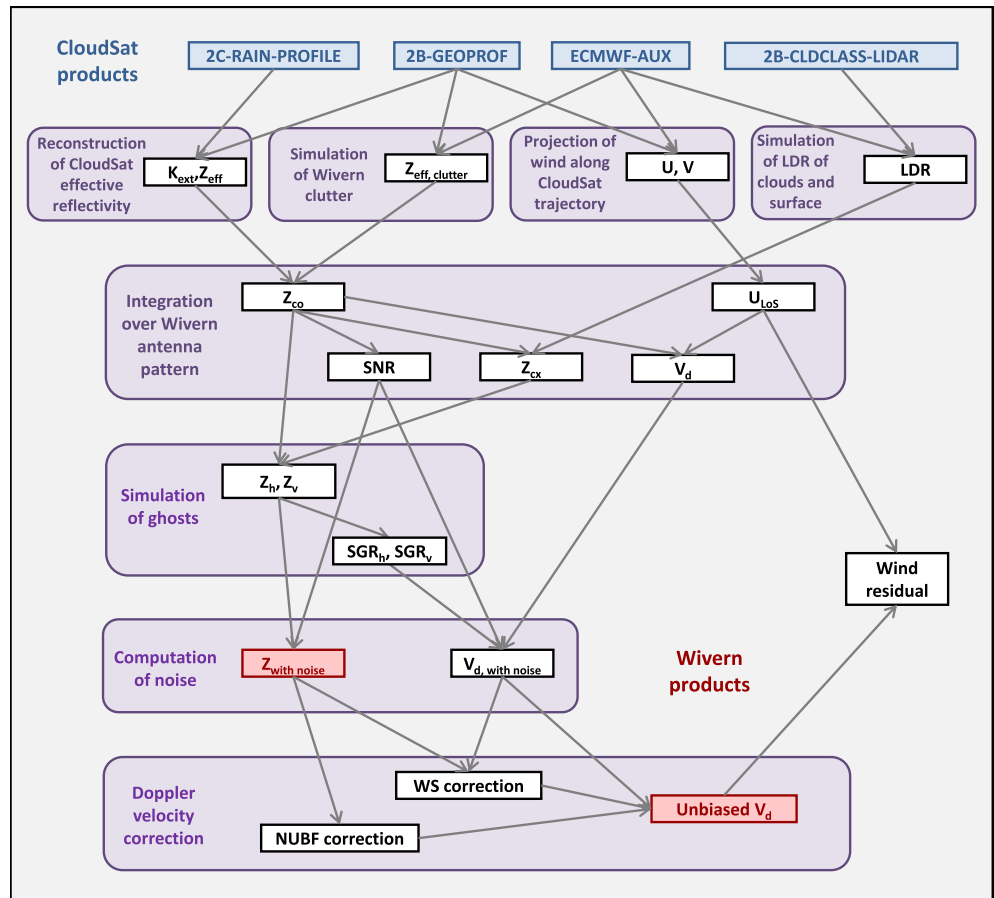 CloudSat
products
2C-RAIN-PROFILE
2B-GEOPROF
ECMWF-AUX
2B-CLDCLASS-LIDAR
Reconstruction
of CloudSat
effective
reflectivity
Kext,Zeff
Simulation
of Wivern
clutter
Zeff, clutter
Projection of
wind along
CloudSat
trajectory
U, V
Simulation
of LDR of
clouds and
surface
LDR
Integration
over Wivern
antenna
pattern
Zco
ULoS
SNR
Zcx
Vd
Simulation
of ghosts
Zh, Zv
SGRh, SGRv
Wind
residual
Computation
of noise
Zwith noise
Vd, with noise
Wivern
products
Doppler
velocity
correction
WS correction
Unbiased Vd
NUBF correction